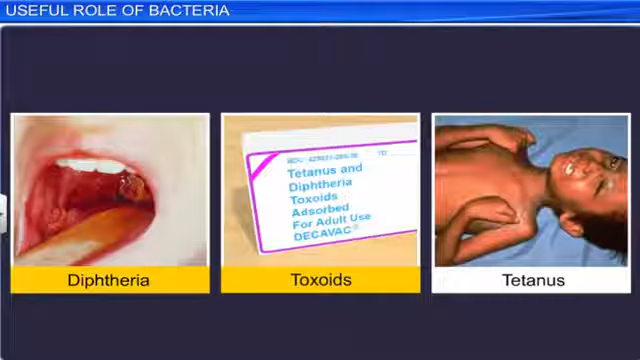 USEFUL ROLE OF BACTERIA
Tetanus and
Diphtheria
Toxoids
Adsorbed
For Adult Use
DECAVAC®
Diphtheria
Toxoids
Tetanus